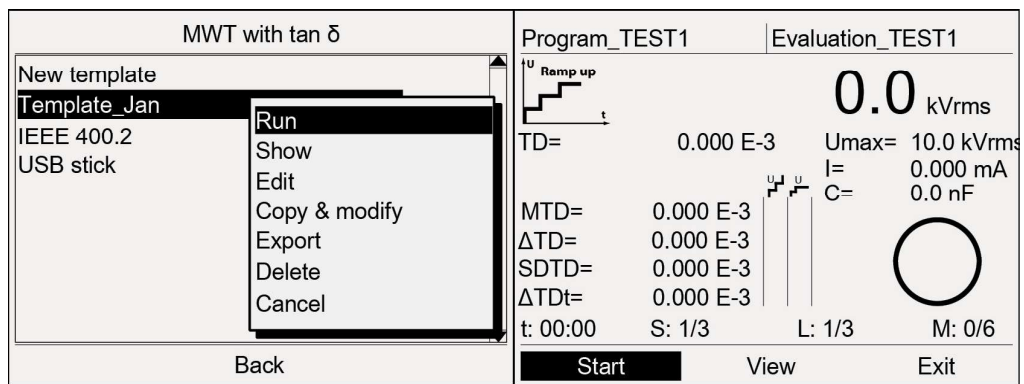 MWT with tan δ
New template
Template_Jan
IEEE 400.2
USB stick
Run
Show
Edit
Copy & modify
Export
Delete
Cancel
Back
Program_TEST1 Evaluation_TEST1
U Ramp up
t
0.0 kVrms
TD= 0.000 E-3 Umax= 10.0 kVrms
I= 0.000 mA
U U C= 0.0 nF
MTD= 0.000 E-3
ΔTD= 0.000 E-3
SDTD= 0.000 E-3
ΔTDt= 0.000 E-3
t: 00:00 S: 1/3 L: 1/3 M: 0/6
Start View Exit